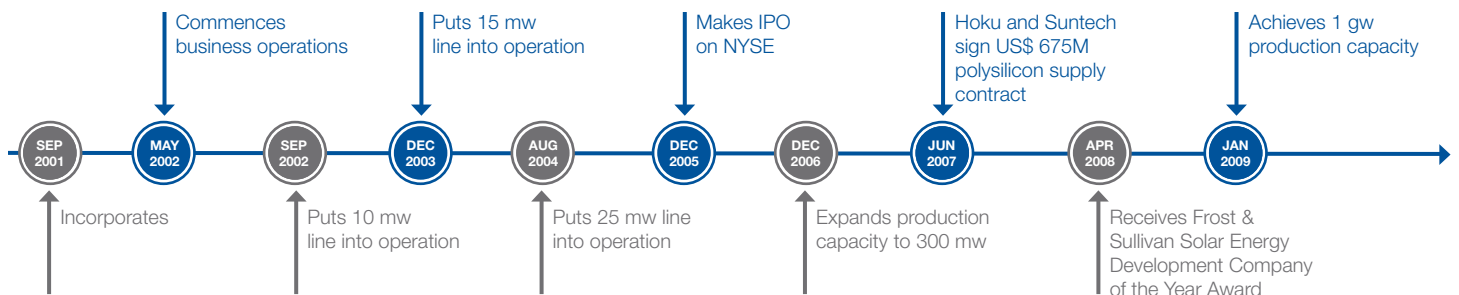 Commences
business operations
Puts 15 mw
line into operation
Makes IPO
on NYSE
Hoku and Suntech
sign US$ 675M
polysilicon supply
contract
Achieves 1 gw
production capacity
SEP
2001
MAY
2002
SEP
2002
DEC
2003
AUG
2004
DEC
2005
DEC
2006
JUN
2007
APR
2008
JAN
2009
Incorporates
Puts 10 mw
line into operation
Puts 25 mw line
into operation
Expands production
capacity to 300 mw
Receives Frost &
Sullivan Solar Energy
Development Company
of the Year Award